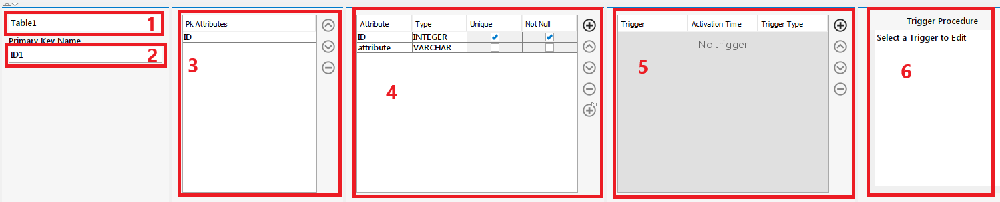 Table1 1
Primary Key Name
ID1 2
Pk Attributes
ID
3
Attribute Type Unique Not Null
ID INTEGER
attribute VARCHAR
4
PK
Trigger Activation Time Trigger Type
No trigger
5
Trigger Procedure
Select a Trigger to Edit
6